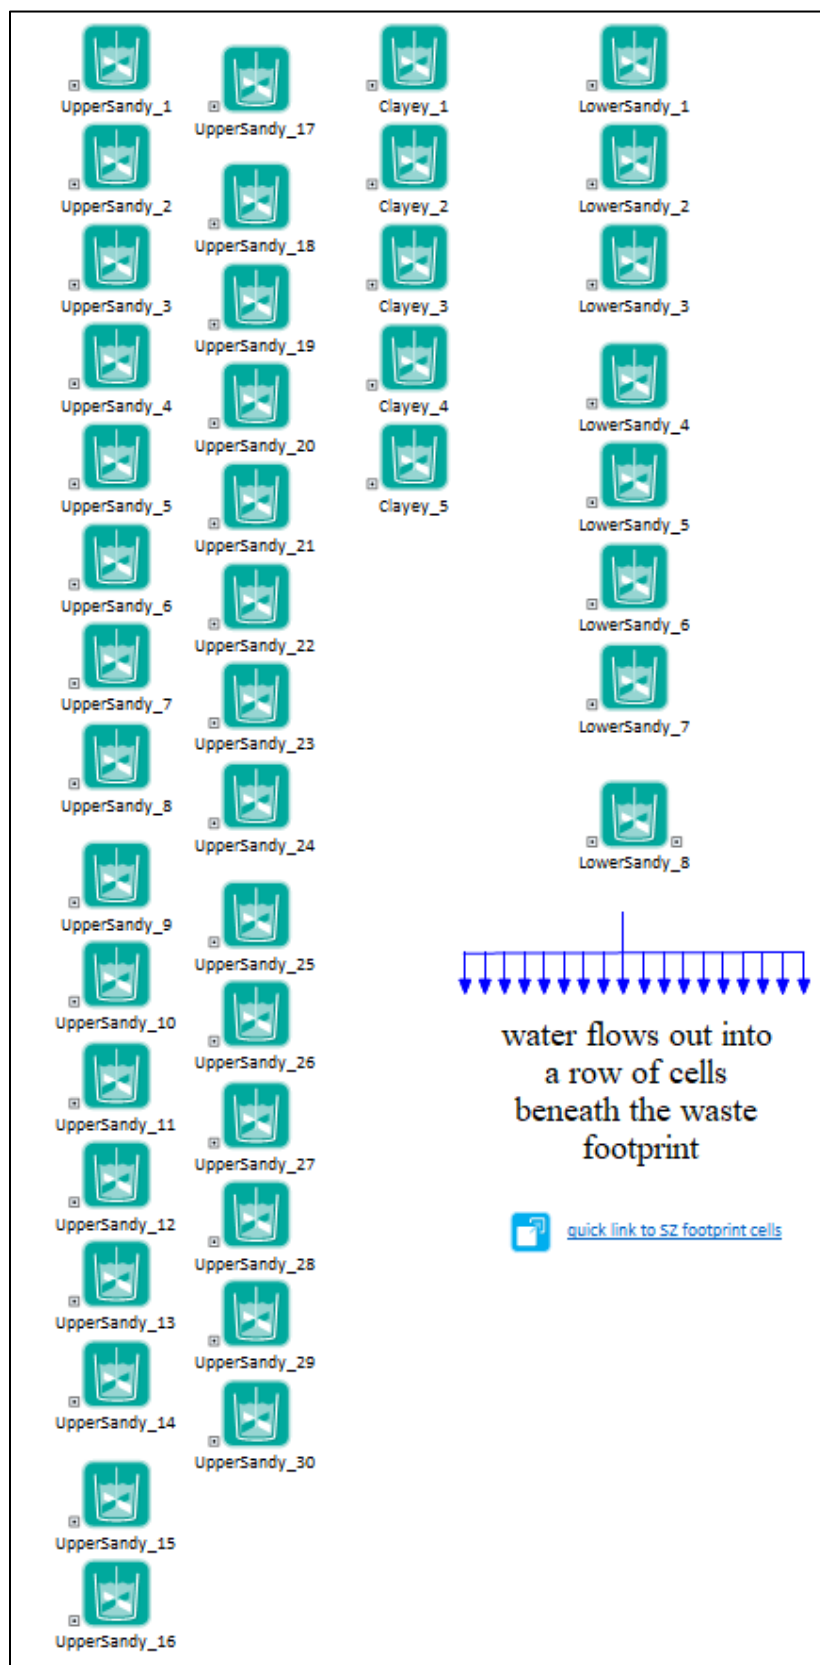 UpperSandy_1
UpperSandy_2
UpperSandy_3
UpperSandy_4
UpperSandy_5
UpperSandy_6
UpperSandy_7
UpperSandy_8
UpperSandy_9
UpperSandy_10
UpperSandy_11
UpperSandy_12
UpperSandy_13
UpperSandy_14
UpperSandy_15
UpperSandy_16
UpperSandy_17
UpperSandy_18
UpperSandy_19
UpperSandy_20
UpperSandy_21
UpperSandy_22
UpperSandy_23
UpperSandy_24
UpperSandy_25
UpperSandy_26
UpperSandy_27
UpperSandy_28
UpperSandy_29
UpperSandy_30
Clayey_1
Clayey_2
Clayey_3
Clayey_4
Clayey_5
LowerSandy_1
LowerSandy_2
LowerSandy_3
LowerSandy_4
LowerSandy_5
LowerSandy_6
LowerSandy_7
LowerSandy_8
water flows out into
a row of cells
beneath the waste
footprint
quick link to SZ footprint cells